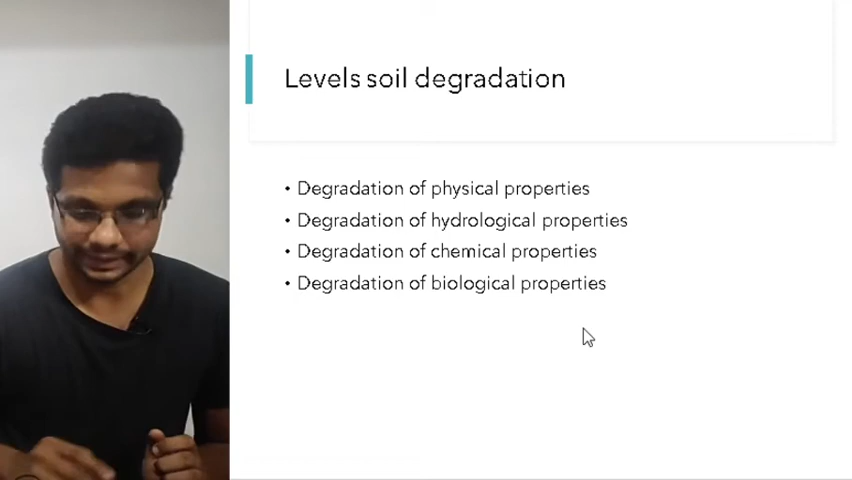 Levels soil degradation
• Degradation of physical properties
• Degradation of hydrological properties
• Degradation of chemical properties
• Degradation of biological properties